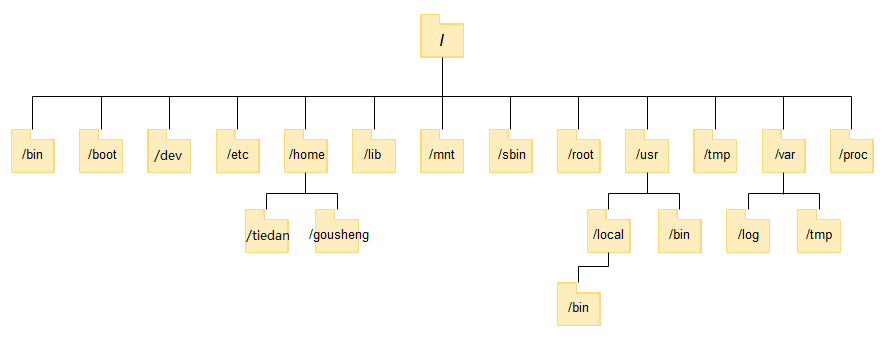 /
/bin
/boot
/dev
/etc
/home
/lib
/mnt
/sbin
/root
/usr
/tmp
/var
/proc
/tiedan
/gousheng
/local
/bin
/log
/tmp
/bin